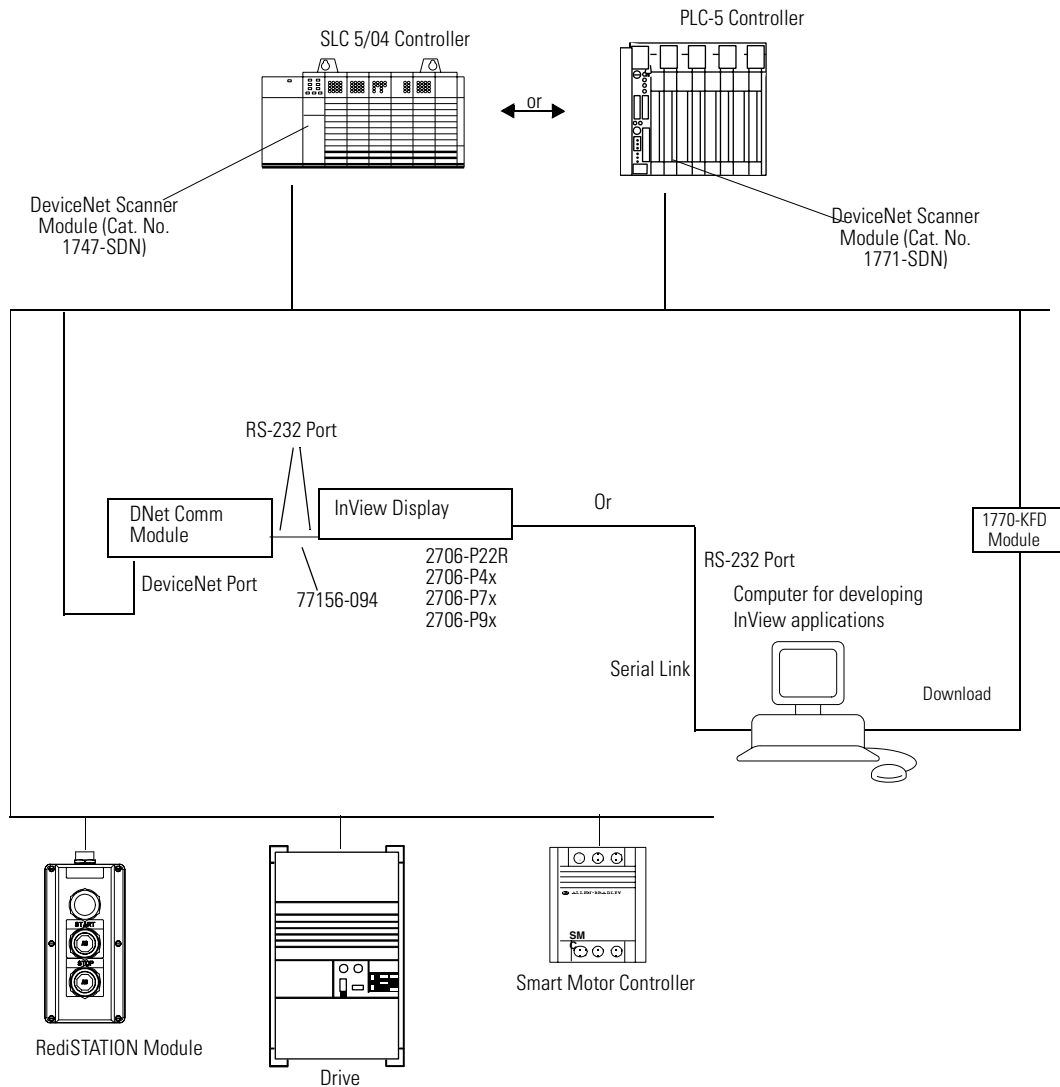 PLC-5 Controller
SLC 5/04 Controller
or
DeviceNet Scanner
Module (Cat. No.
1747-SDN)
DeviceNet Scanner
Module (Cat. No.
1771-SDN)
RS-232 Port
DNet Comm
Module
InView Display
Or
1770-KFD
Module
2706-P22R
2706-P4x
2706-P7x
2706-P9x
DeviceNet Port
77156-094
RS-232 Port
Computer for developing
InView applications
Serial Link
Download
START
STOP
ALLEN-BRADLEY
SM
C
Smart Motor Controller
RediSTATION Module
Drive